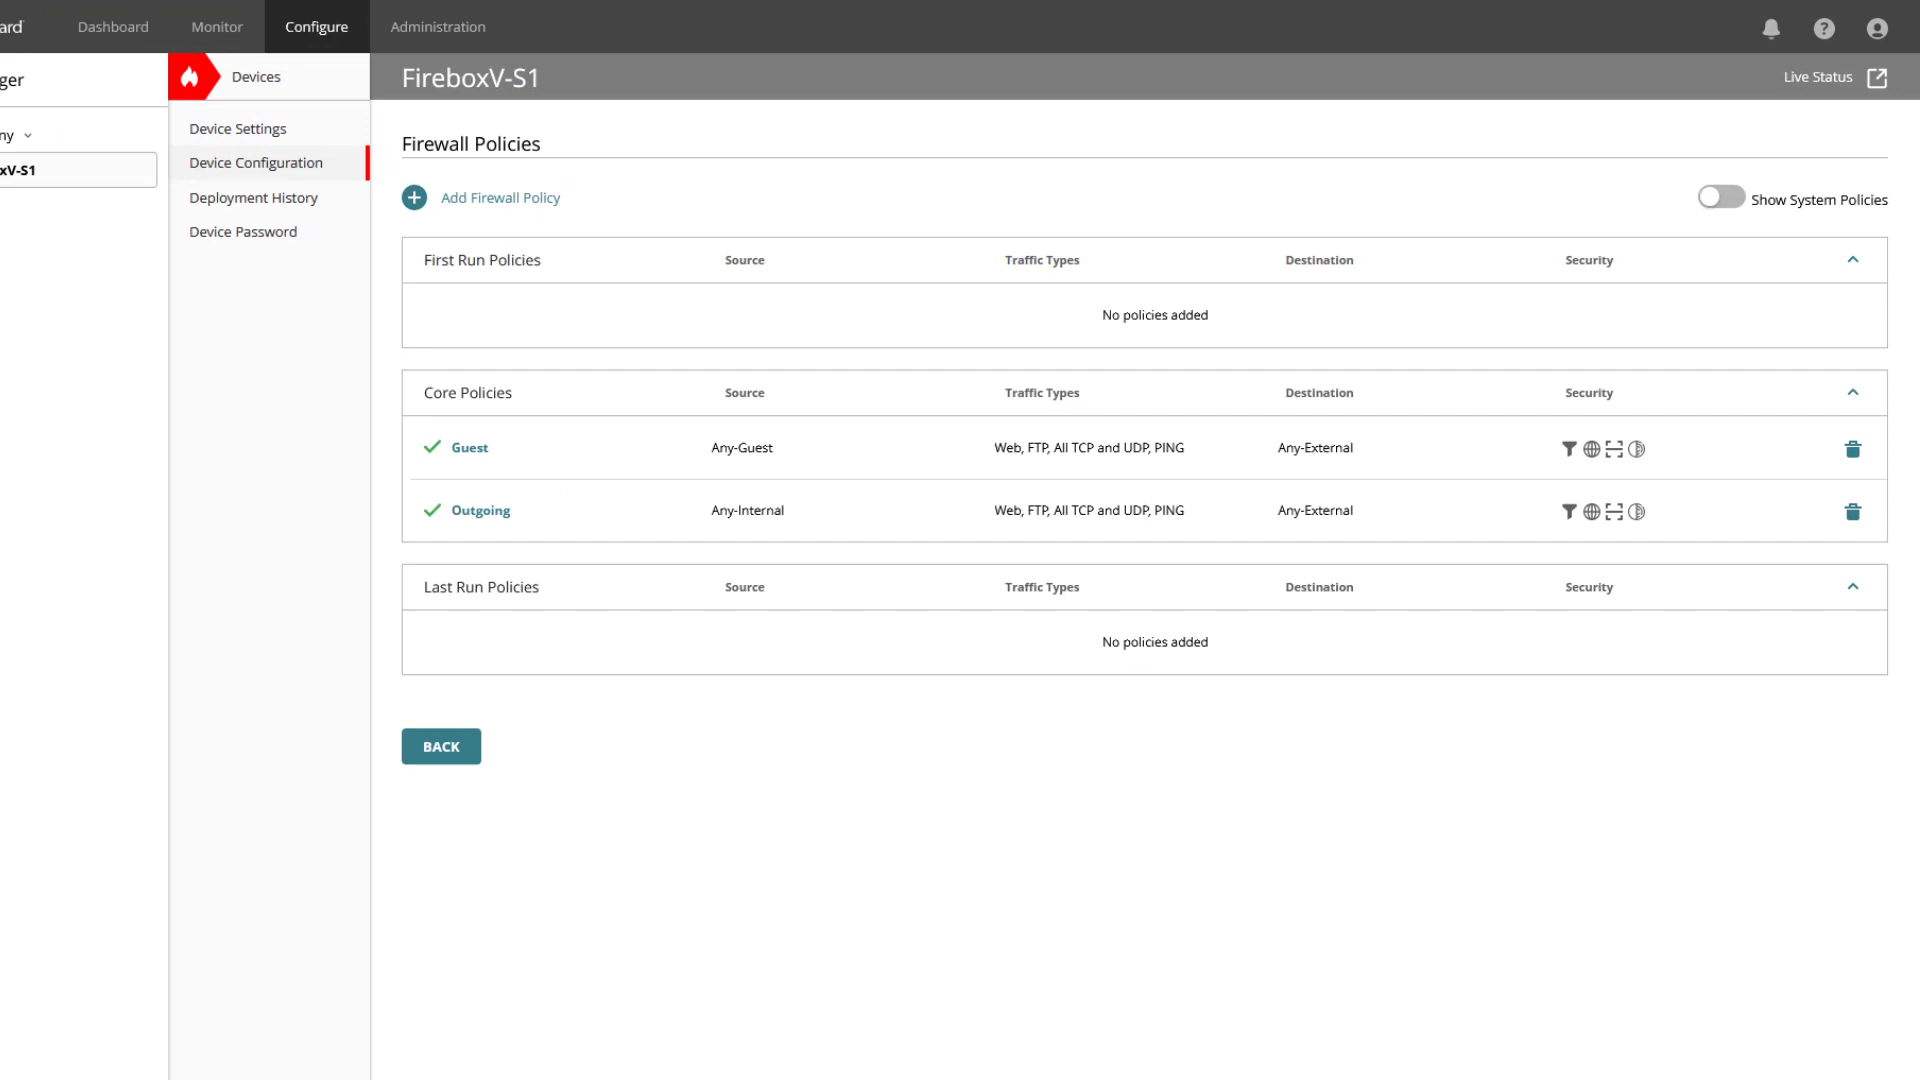 ard
Dashboard
Monitor
Configure
Administration
?
ger
Devices
FireboxV-S1
Live Status
ny
xV-S1
Device Settings
Device Configuration
Deployment History
Device Password
Firewall Policies
Add Firewall Policy
Show System Policies
First Run Policies Source Traffic Types Destination Security
No policies added
Core Policies Source Traffic Types Destination Security
Guest Any-Guest Web, FTP, All TCP and UDP, PING Any-External
Outgoing Any-Internal Web, FTP, All TCP and UDP, PING Any-External
Last Run Policies Source Traffic Types Destination Security
No policies added
BACK